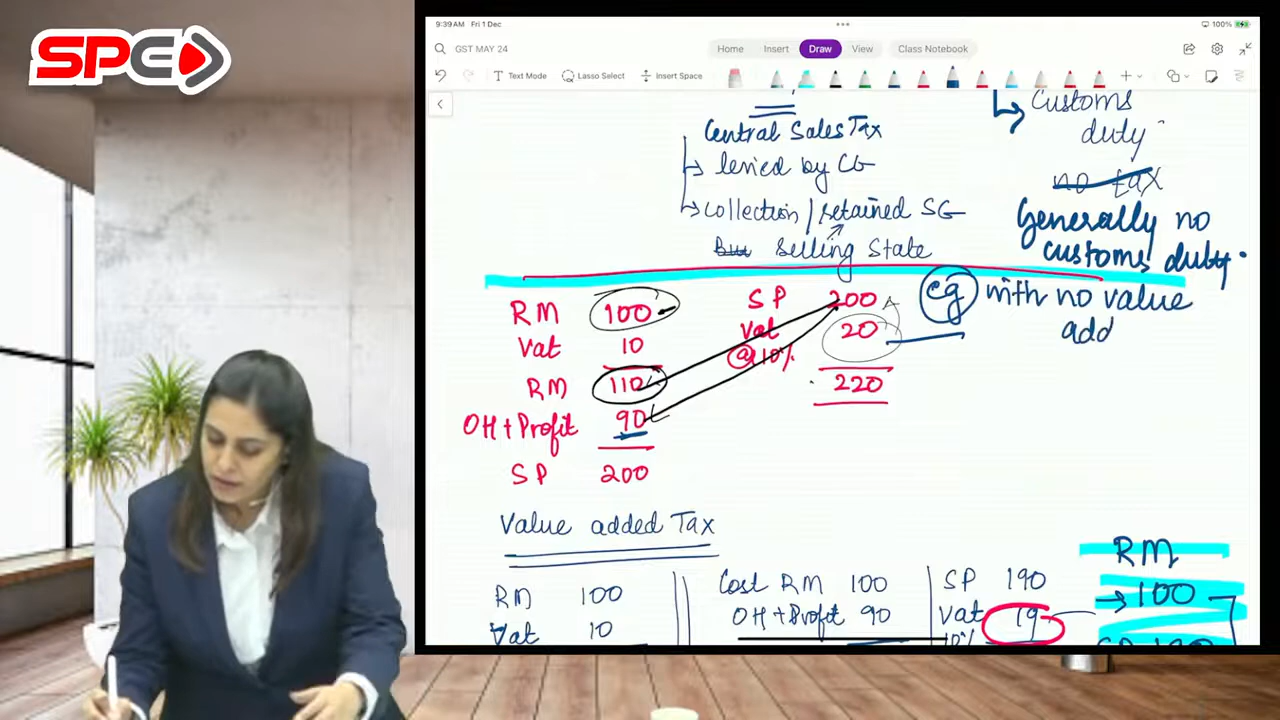 SPED
9:39 AM Fri 1 Dec
100%
GST MAY 24
Home Insert Draw View Class Notebook
Text Mode Lasso Select Insert Space
Central Sales Tax
levied by CG
collection / retained SG
But selling state
Customs
duty
no tax
Generally no
customs duty.
RM 100
Vat 10
RM 110
OH + Profit 90
SP 200
SP 200
Vat 20
@ 10%
220
eg with no value
add
Value added Tax
RM 100
Vat 10
Cost RM 100
OH + Profit 90
SP 190
Vat 19
10%
RM
100